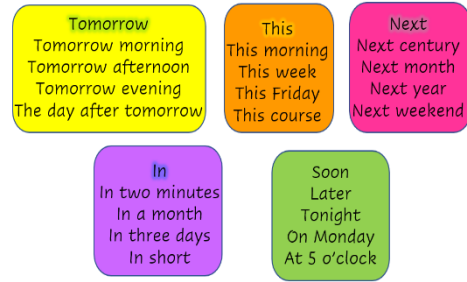 Tomorrow
Tomorrow morning
Tomorrow afternoon
Tomorrow evening
The day after tomorrow
This
This morning
This week
This Friday
This course
Next
Next century
Next month
Next year
Next weekend
In
In two minutes
In a month
In three days
In short
Soon
Later
Tonight
On Monday
At 5 o'clock